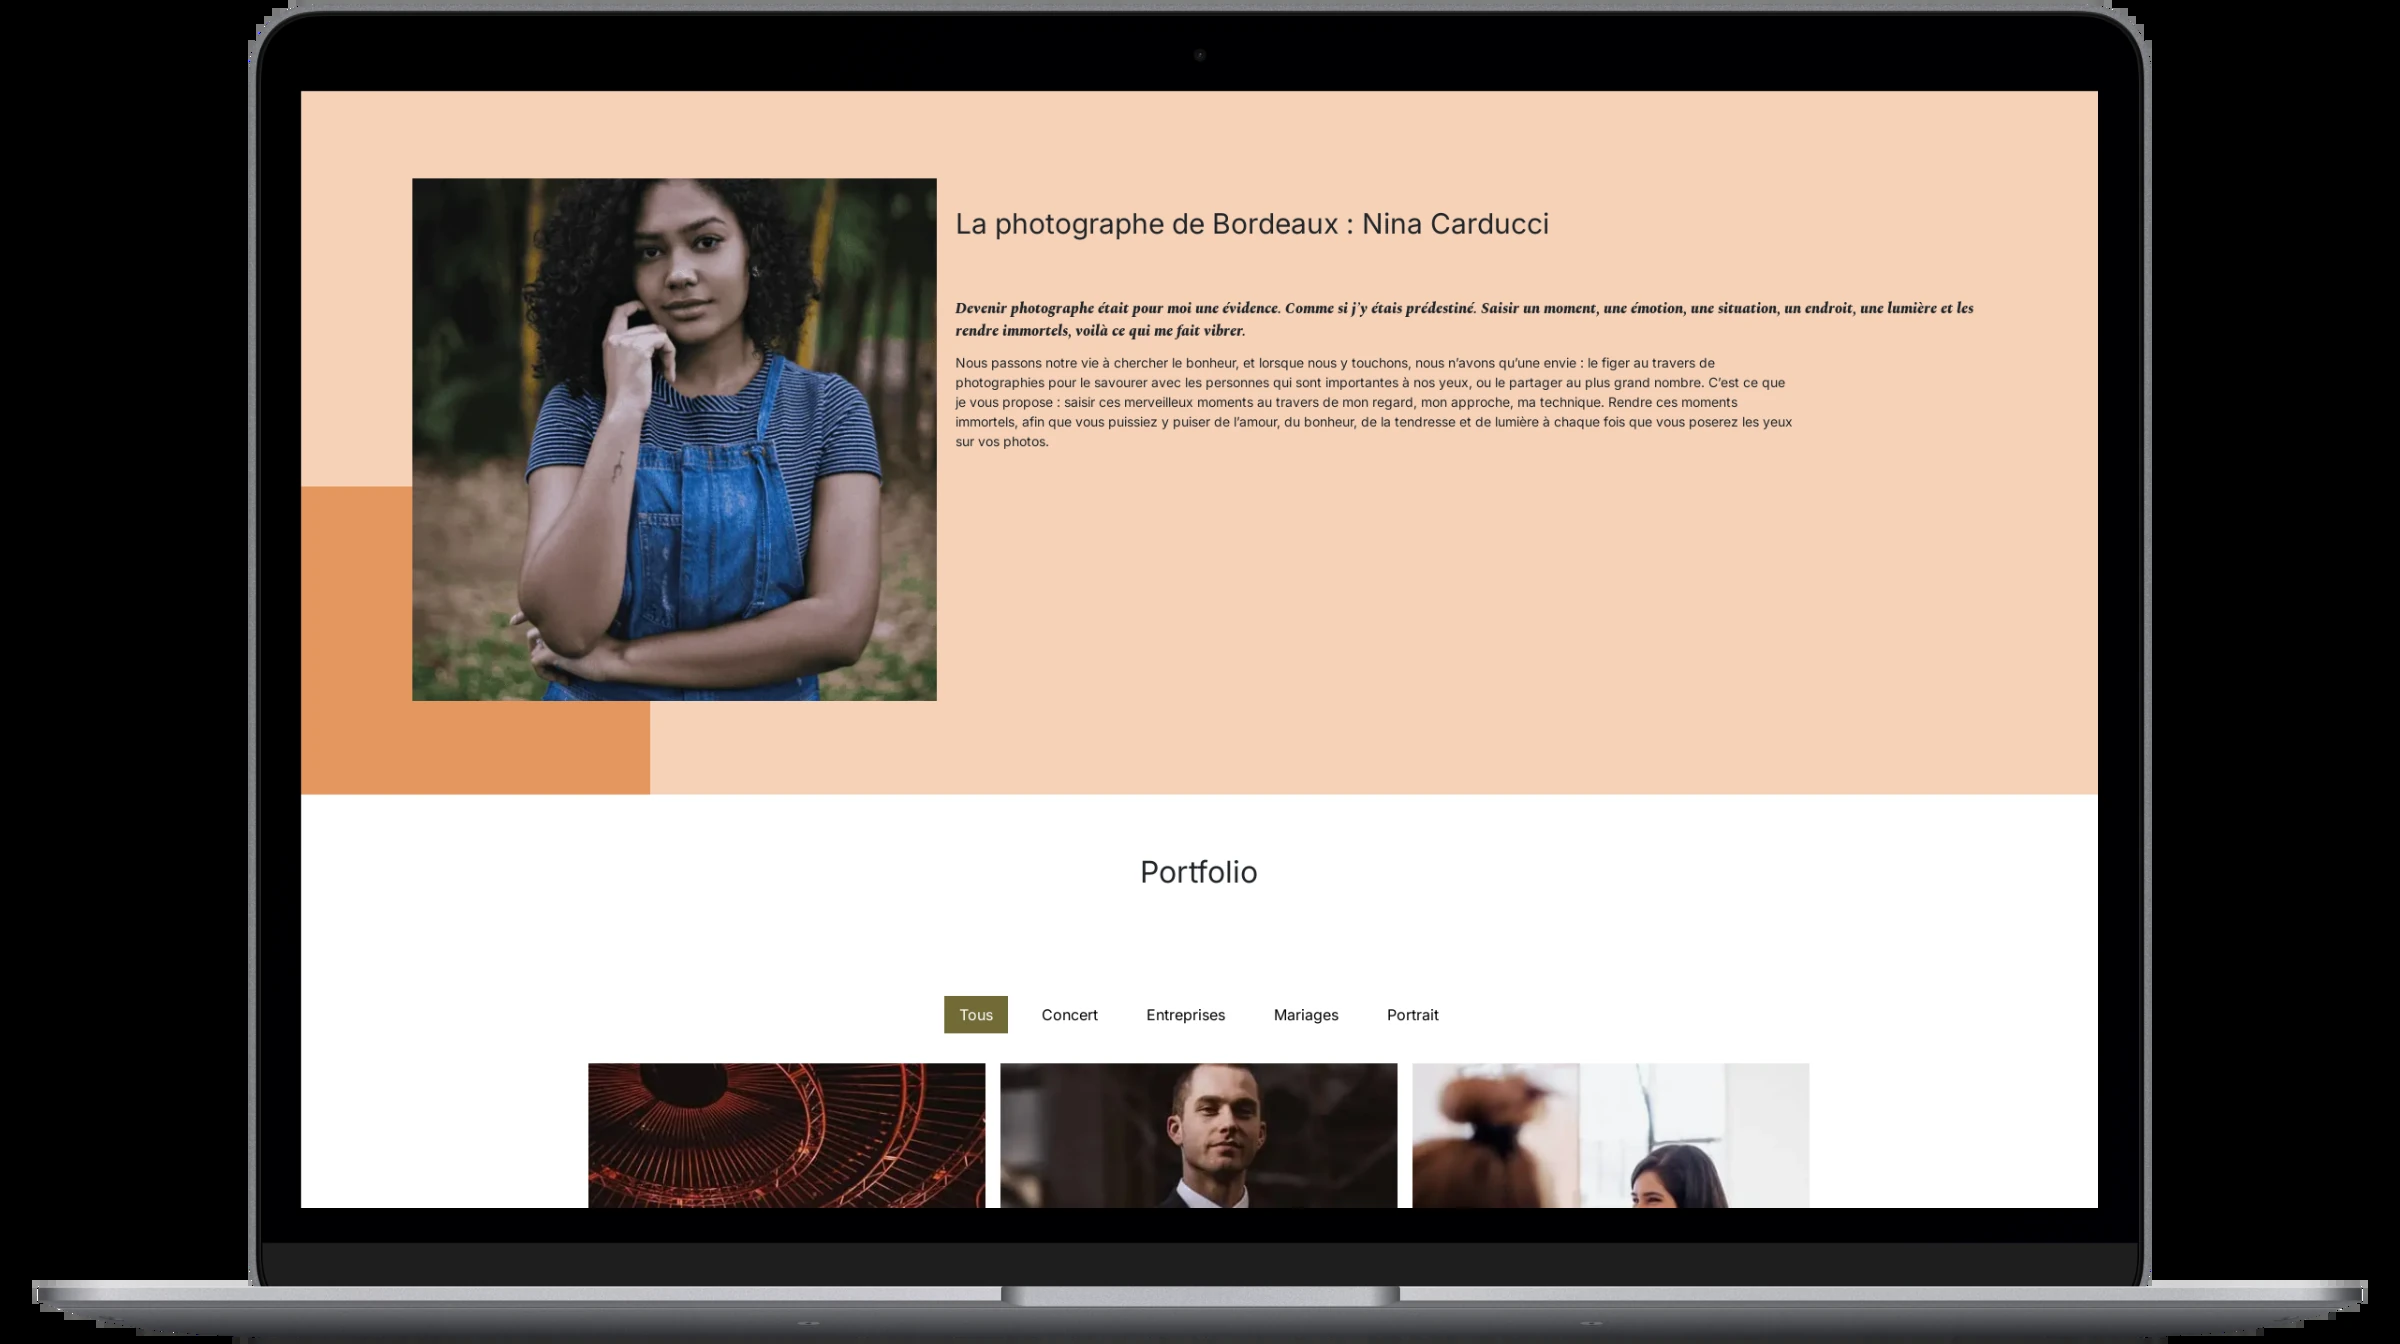 La photographe de Bordeaux : Nina Carducci
Devenir photographe était pour moi une évidence. Comme si j'y étais prédestiné. Saisir un moment, une émotion, une situation, un endroit, une lumière et les
rendre immortels, voilà ce qui me fait vibrer.
Nous passons notre vie à chercher le bonheur, et lorsque nous y touchons, nous n’avons qu’une envie : le figer au travers de
photographies pour le savourer avec les personnes qui sont importantes à nos yeux, ou le partager au plus grand nombre. C’est ce que
je vous propose : saisir ces merveilleux moments au travers de mon regard, mon approche, ma technique. Rendre ces moments
immortels, afin que vous puissiez y puiser de l’amour, du bonheur, de la tendresse et de lumière à chaque fois que vous poserez les yeux
sur vos photos.
Portfolio
Tous Concert Entreprises Mariages Portrait